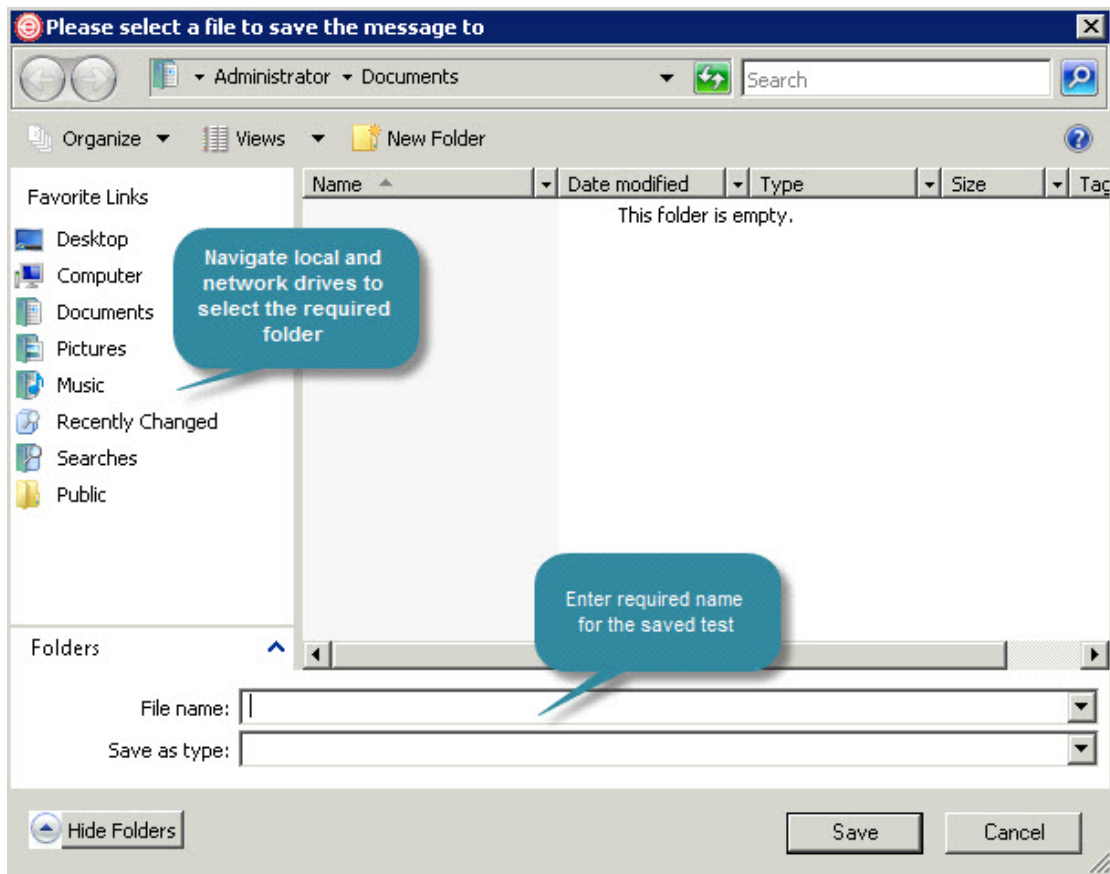 Please select a file to save the message to
Administrator Documents
Search
Organize Views New Folder
Favorite Links
Desktop
Computer
Documents
Pictures
Music
Recently Changed
Searches
Public
Folders
Name Date modified Type Size Tag
This folder is empty.
Navigate local and
network drives to
select the required
folder
Enter required name
for the saved test
File name:
Save as type:
Hide Folders
Save Cancel